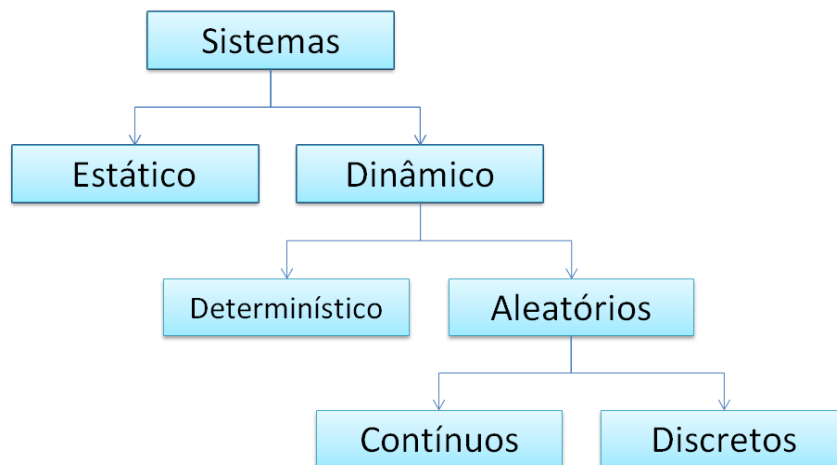 Sistemas
Estático
Dinâmico
Determinístico
Aleatórios
Contínuos
Discretos